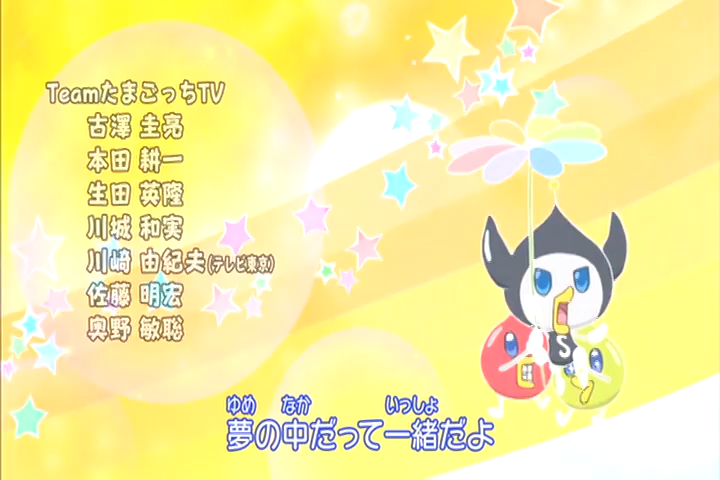 Teamたまごっち TV
古澤 圭亮
本田 耕一
生田 英隆
川城 和実
川崎 由紀夫(テレビ東京)
佐藤 明宏
奥野 敏聡
ゆめ なか いっしょ
夢の中だって一緒だよ
S